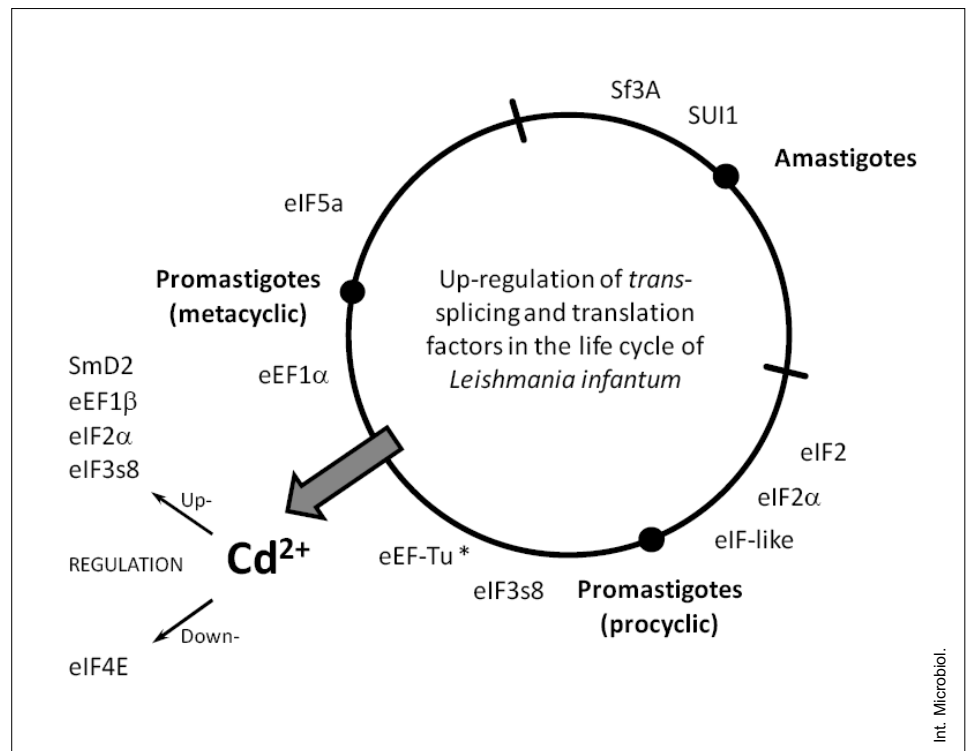 Sf3A
SUI1
Amastigotes
eIF5a
Promastigotes
(metacyclic)
Up-regulation of trans-
splicing and translation
factors in the life cycle of
Leishmania infantum
SmD2
eEF1β
eIF2α
eIF3s8
eEF1α
eIF2
eIF2α
eIF-like
Up-
REGULATION
Cd²⁺
Down-
eIF4E
eEF-Tu *
eIF3s8
Promastigotes
(procyclic)
Int. Microbiol.